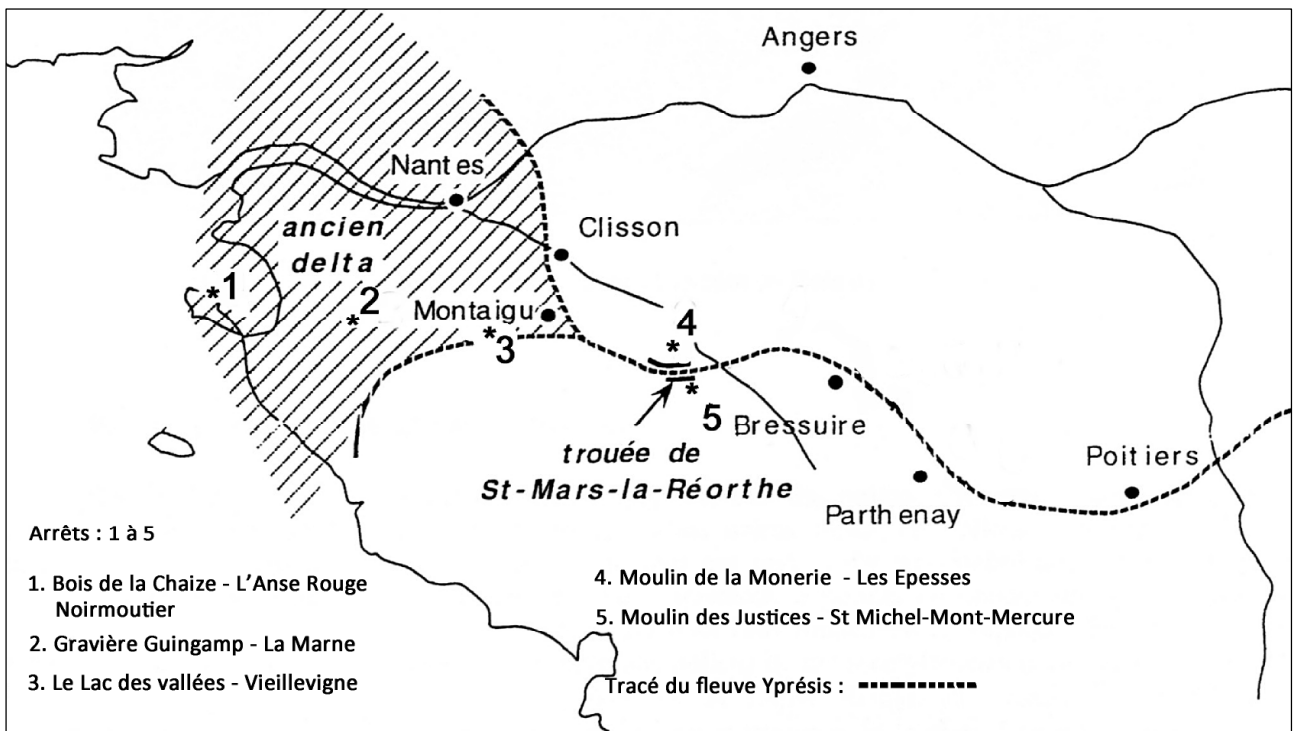 Angers
Nantes
Clisson
ancien
delta
* 1
2
*
Montaigu
*
3
4
*
*
5
Bressuire
trouée de
St-Mars-la-Réorthe
Poitiers
Parthenay
Arrêts : 1 à 5
1. Bois de la Chaize - L'Anse Rouge
Noirmoutier
2. Gravière Guingamp - La Marne
3. Le Lac des vallées - Vieillevigne
4. Moulin de la Monerie - Les Epesses
5. Moulin des Justices - St Michel-Mont-Mercure
Tracé du fleuve Yprésis :